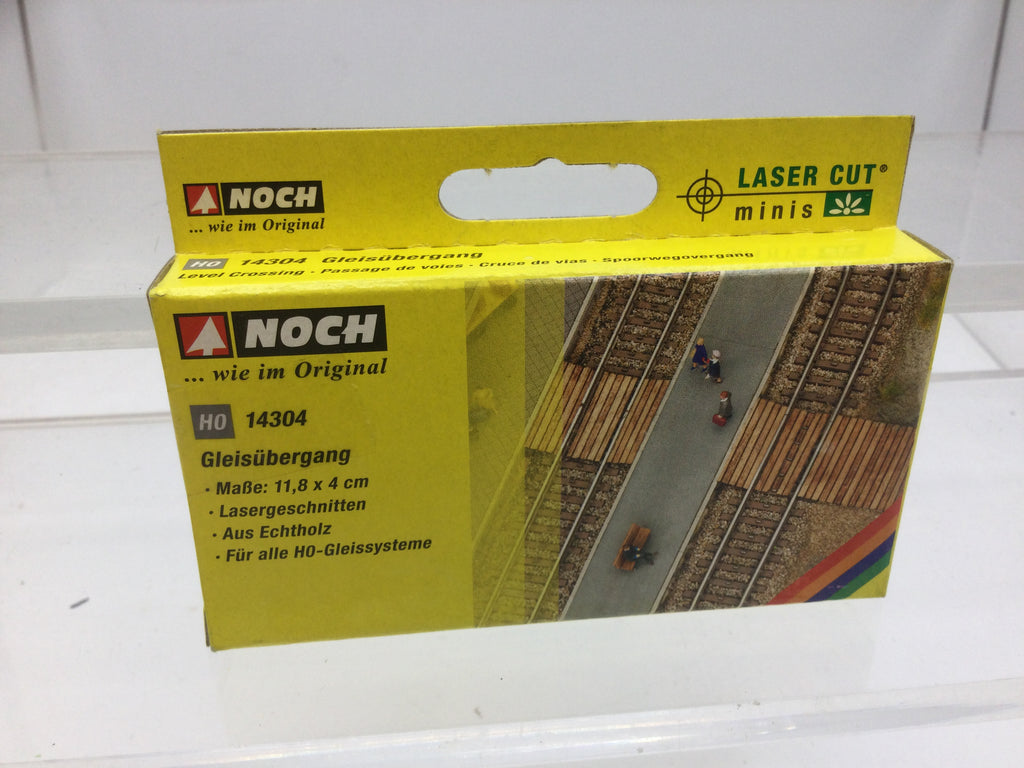 NOCH
... wie im Original
LASER CUT®
minis
H0 14304 Gleisübergang
Level Crossing · Passage de voies · Cruce de vias · Spoorwegovergang
NOCH
... wie im Original
H0 14304
Gleisübergang
· Maße: 11,8 x 4 cm
· Lasergeschnitten
· Aus Echtholz
· Für alle H0-Gleissysteme